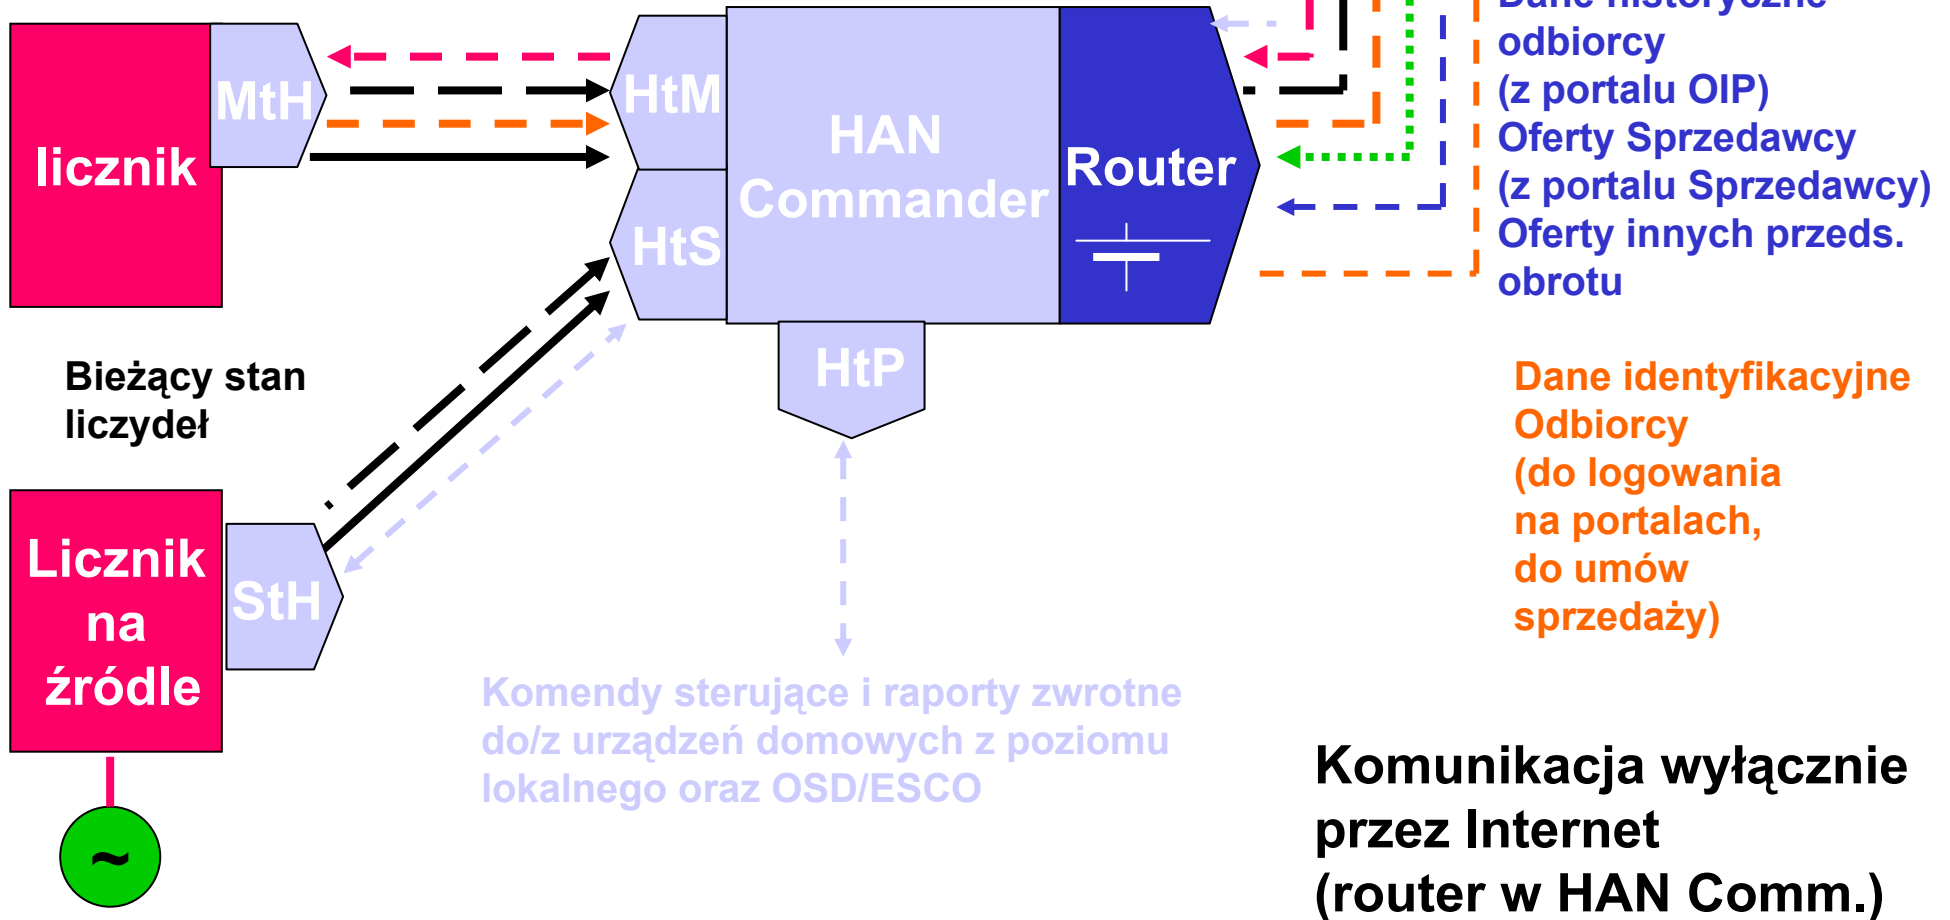 Dane historyczne
odbiorcy
(z portalu OIP)
Oferty Sprzedawcy
(z portalu Sprzedawcy)
Oferty innych przeds.
obrotu
licznik
MtH
HtM
HAN
Commander
Router
HtS
HtP
Bieżący stan
liczydeł
Dane identyfikacyjne
Odbiorcy
(do logowania
na portalach,
do umów
sprzedaży)
Licznik
na
źródle
StH
Komendy sterujące i raporty zwrotne
do/z urządzeń domowych z poziomu
lokalnego oraz OSD/ESCO
~
Komunikacja wyłącznie
przez Internet
(router w HAN Comm.)